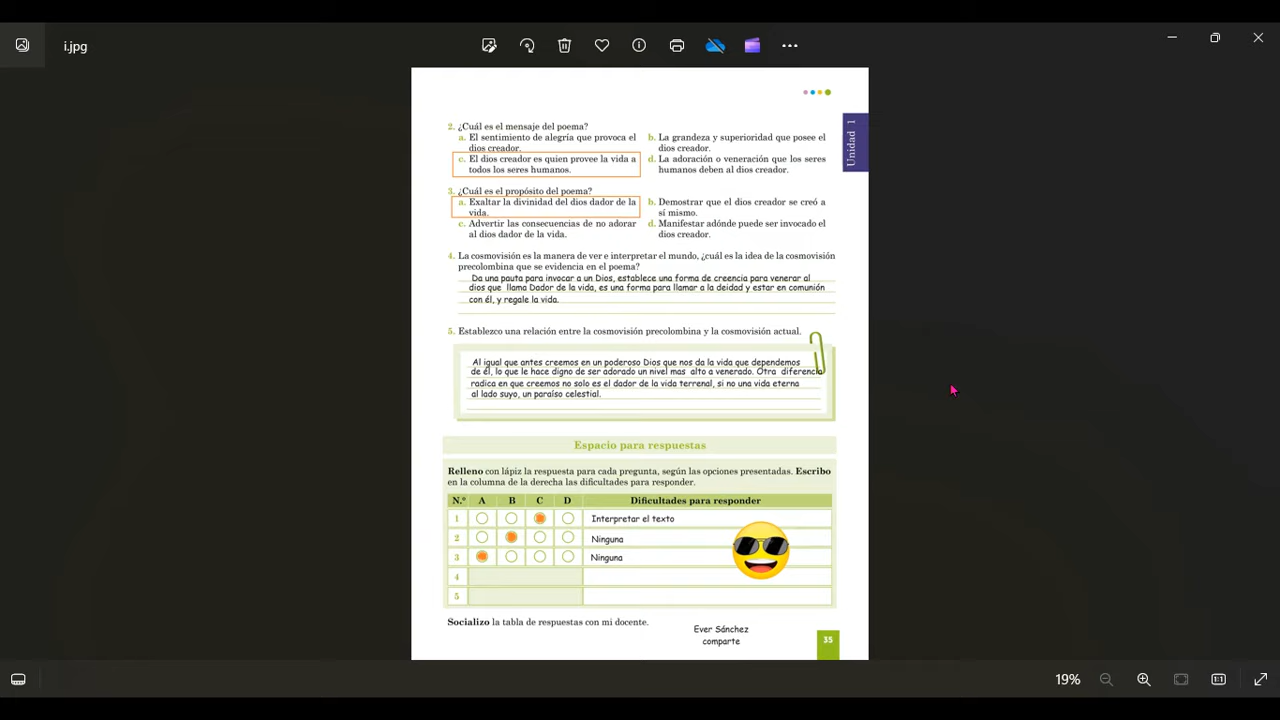 i.jpg
2. ¿Cuál es el mensaje del poema?
a. El sentimiento de alegría que provoca el
dios creador.
b. La grandeza y superioridad que posee el
dios creador.
c. El dios creador es quien provee la vida a
todos los seres humanos.
d. La adoración o veneración que los seres
humanos deben al dios creador.
Unidad 1
3. ¿Cuál es el propósito del poema?
a. Exaltar la divinidad del dios dador de la
vida.
b. Demostrar que el dios creador se creó a
sí mismo.
c. Advertir las consecuencias de no adorar
al dios dador de la vida.
d. Manifestar adónde puede ser invocado el
dios creador.
4. La cosmovisión es la manera de ver e interpretar el mundo, ¿cuál es la idea de la cosmovisión
precolombina que se evidencia en el poema?
Da una pauta para invocar a un Dios, establece una forma de creencia para venerar al
dios que llama Dador de la vida, es una forma para llamar a la deidad y estar en comunión
con él, y regale la vida.
5. Establezco una relación entre la cosmovisión precolombina y la cosmovisión actual.
Al igual que antes creemos en un poderoso Dios que nos da la vida que dependemos
de él, lo que le hace digno de ser adorado un nivel mas alto a venerado. Otra diferencia
radica en que creemos no solo es el dador de la vida terrenal, si no una vida eterna
al lado suyo, un paraíso celestial.
Espacio para respuestas
Relleno con lápiz la respuesta para cada pregunta, según las opciones presentadas. Escribo
en la columna de la derecha las dificultades para responder.
N.° A B C D Dificultades para responder
1 Interpretar el texto
2 Ninguna
3 Ninguna
4
5
Socializo la tabla de respuestas con mi docente.
Ever Sánchez
comparte
35
19%